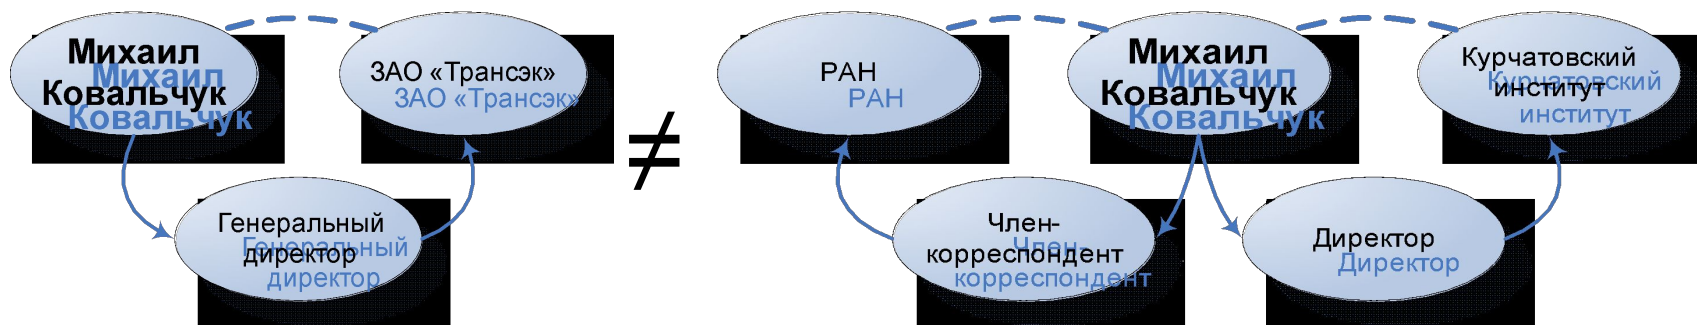 Михаил
Ковальчук
ЗАО «Трансэк»
Генеральный
директор
≠
РАН
Михаил
Ковальчук
Курчатовский
институт
Член-
корреспондент
Директор